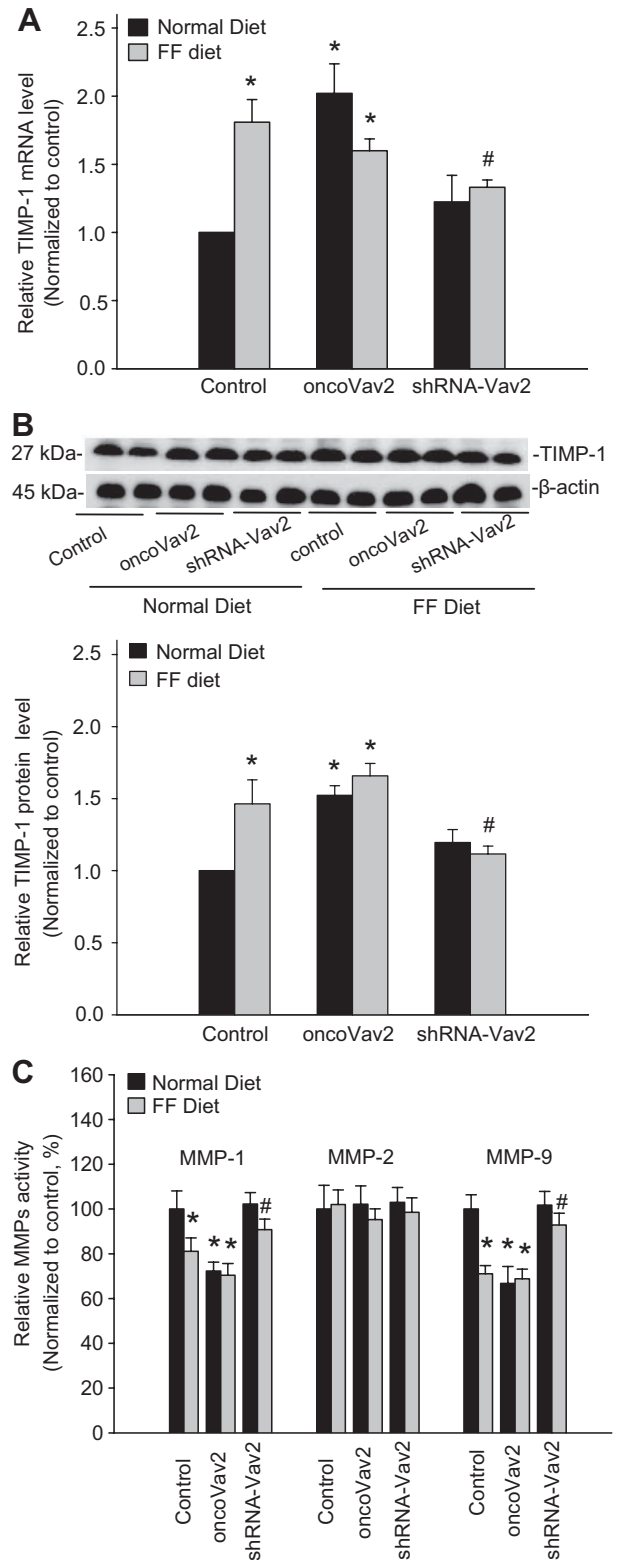 A
Relative TIMP-1 mRNA level
(Normalized to control)
2.5
2.0
1.5
1.0
0.5
0.0
Normal Diet
FF diet
*
*
*
#
Control oncoVav2 shRNA-Vav2
B
27 kDa- -TIMP-1
45 kDa- -β-actin
Control oncoVav2 shRNA-Vav2 control oncoVav2 shRNA-Vav2
Normal Diet FF Diet
Relative TIMP-1 protein level
(Normalized to control)
2.5
2.0
1.5
1.0
0.5
0.0
Normal Diet
FF diet
*
*
*
#
Control oncoVav2 shRNA-Vav2
C
Relative MMPs activity
(Normalized to control, %)
160
140
120
100
80
60
40
20
0
Normal Diet
FF Diet
MMP-1 MMP-2 MMP-9
* * * # * * * #
Control oncoVav2 shRNA-Vav2 Control oncoVav2 shRNA-Vav2 Control oncoVav2 shRNA-Vav2